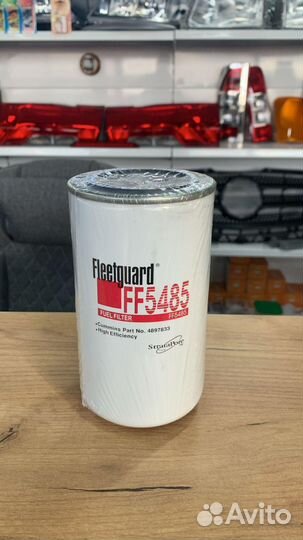 Fleetguard®
FF5485
FUEL FILTER
FF5485
•Cummins Part No. 4897833
•High Efficiency
StrataPore
Avito